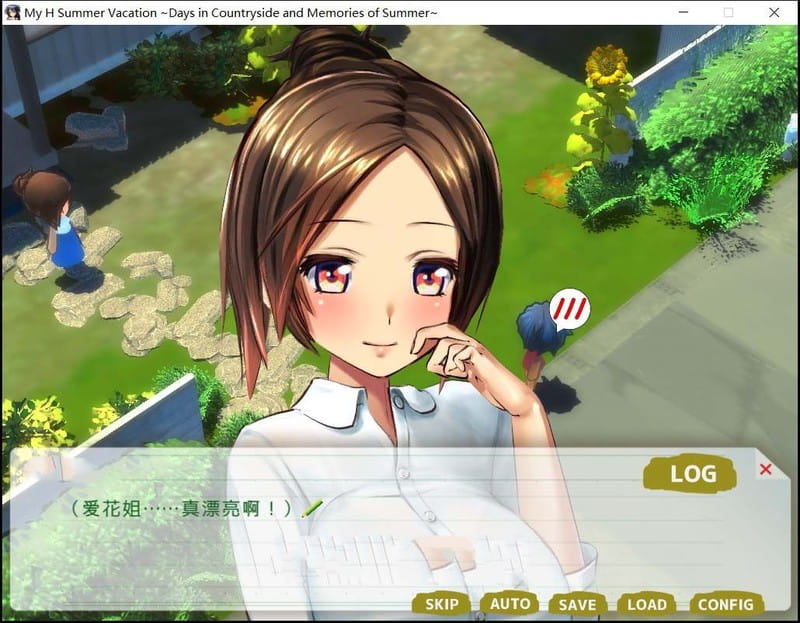 My H Summer Vacation ~Days in Countryside and Memories of Summer~
LOG
（爱花姐……真漂亮啊！）
SKIP AUTO SAVE LOAD CONFIG